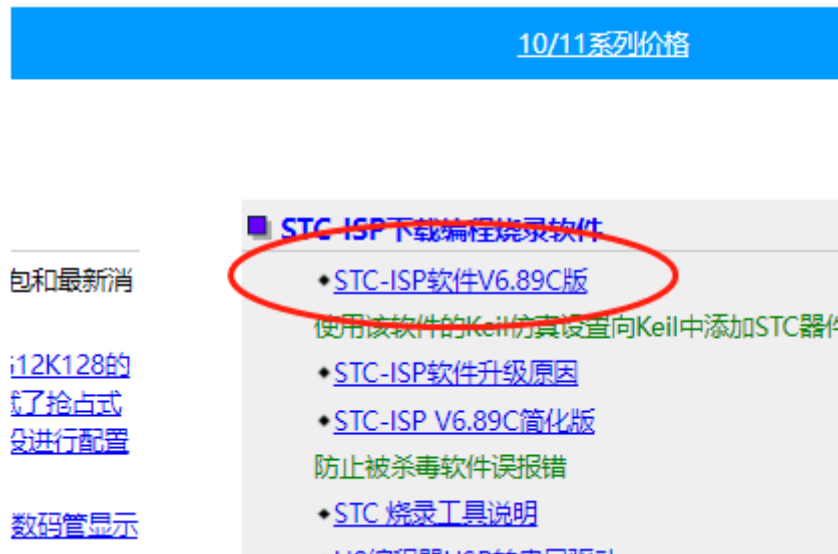 10/11系列价格
STC-ISP下载编程烧录软件
STC-ISP软件V6.89C版
使用该软件的Keil仿真设置向Keil中添加STC器件
STC-ISP软件升级原因
STC-ISP V6.89C简化版
防止被杀毒软件误报错
STC 烧录工具说明
包和最新消
12K128的
了抢占式
进行配置
数码管显示